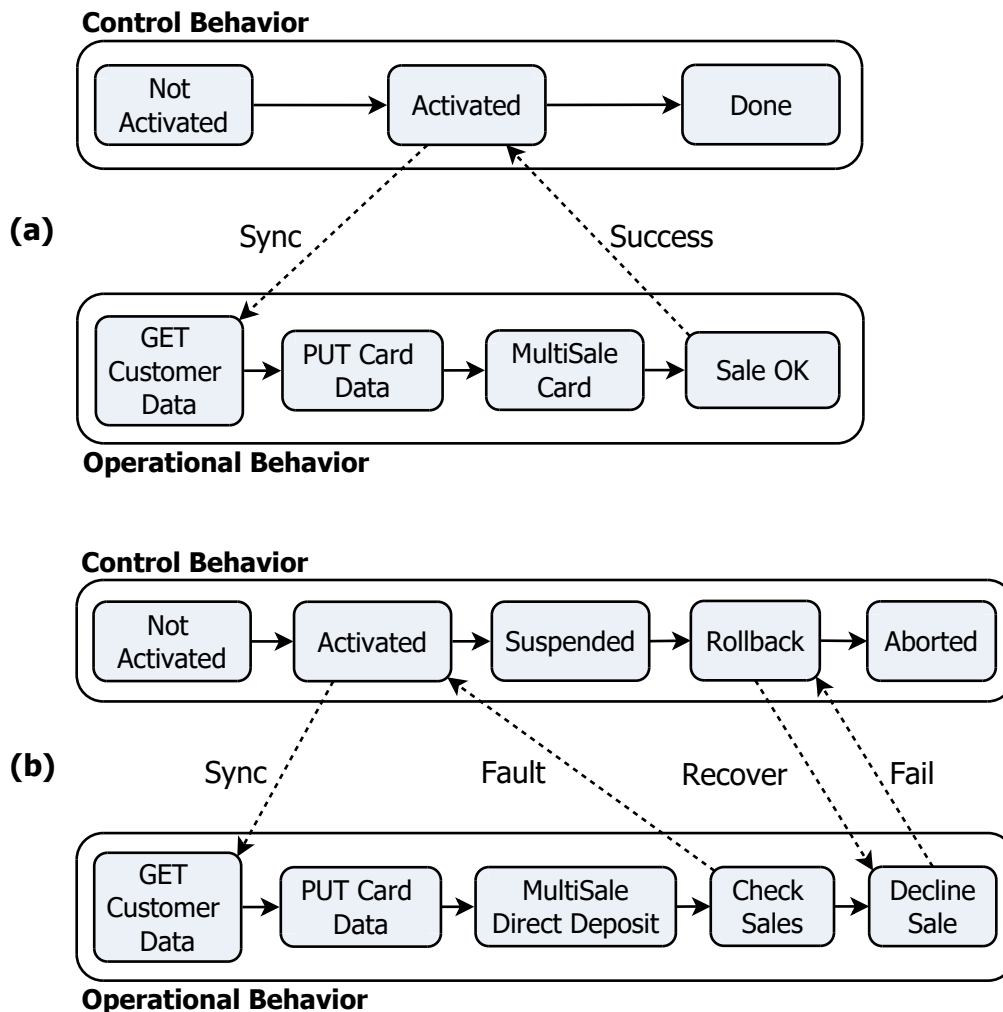 Control Behavior
Not
Activated
Activated
Done
(a)
Sync
Success
GET
Customer
Data
PUT Card
Data
MultiSale
Card
Sale OK
Operational Behavior
Control Behavior
Not
Activated
Activated
Suspended
Rollback
Aborted
(b)
Sync
Fault
Recover
Fail
GET
Customer
Data
PUT Card
Data
MultiSale
Direct Deposit
Check
Sales
Decline
Sale
Operational Behavior